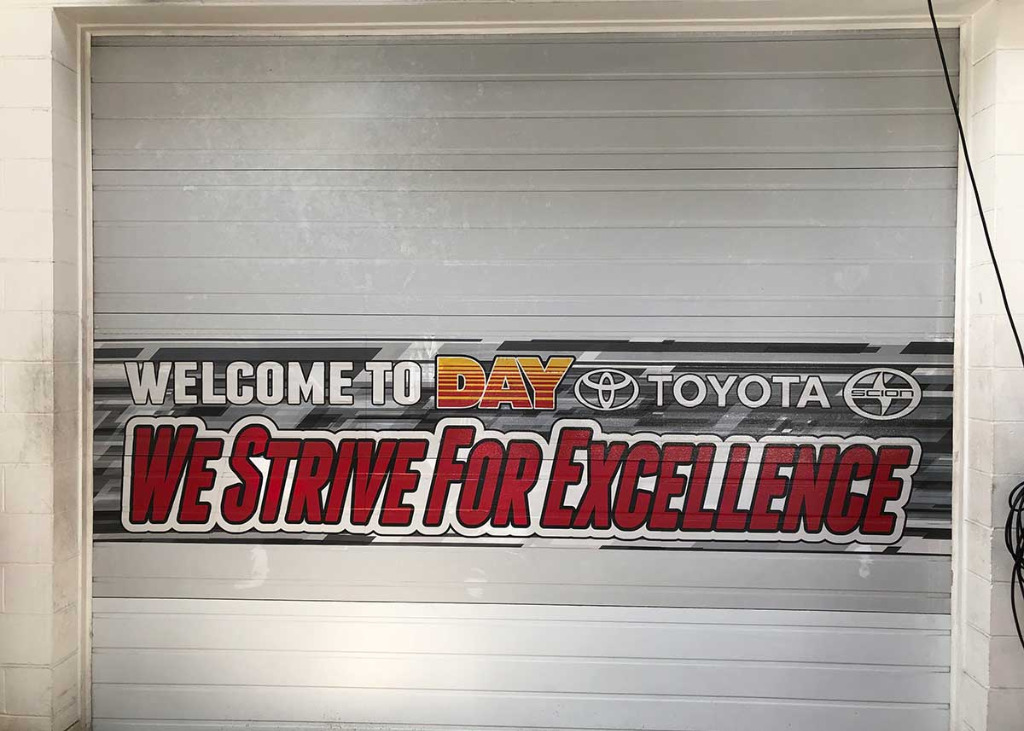 WELCOME TO DAY TOYOTA SCION
WE STRIVE FOR EXCELLENCE